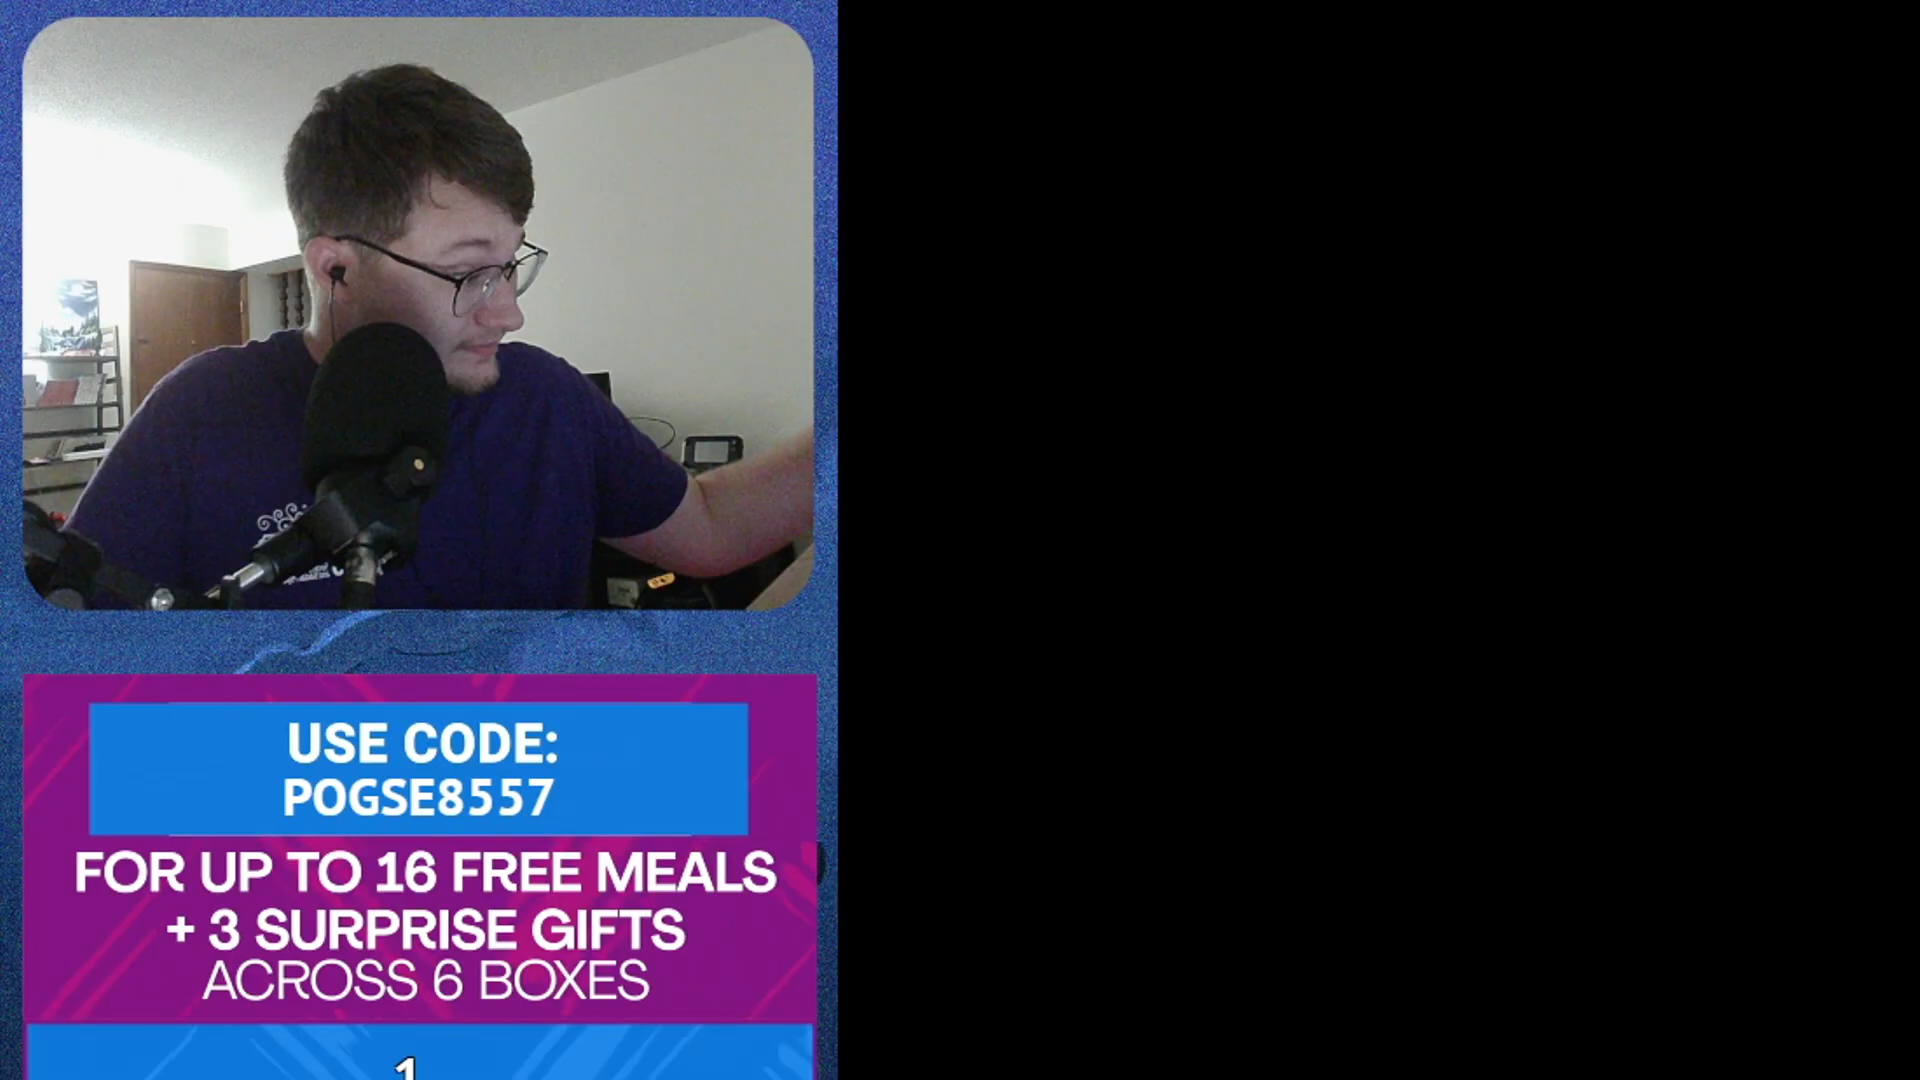 USE CODE:
POGSE8557
FOR UP TO 16 FREE MEALS
+ 3 SURPRISE GIFTS
ACROSS 6 BOXES
1